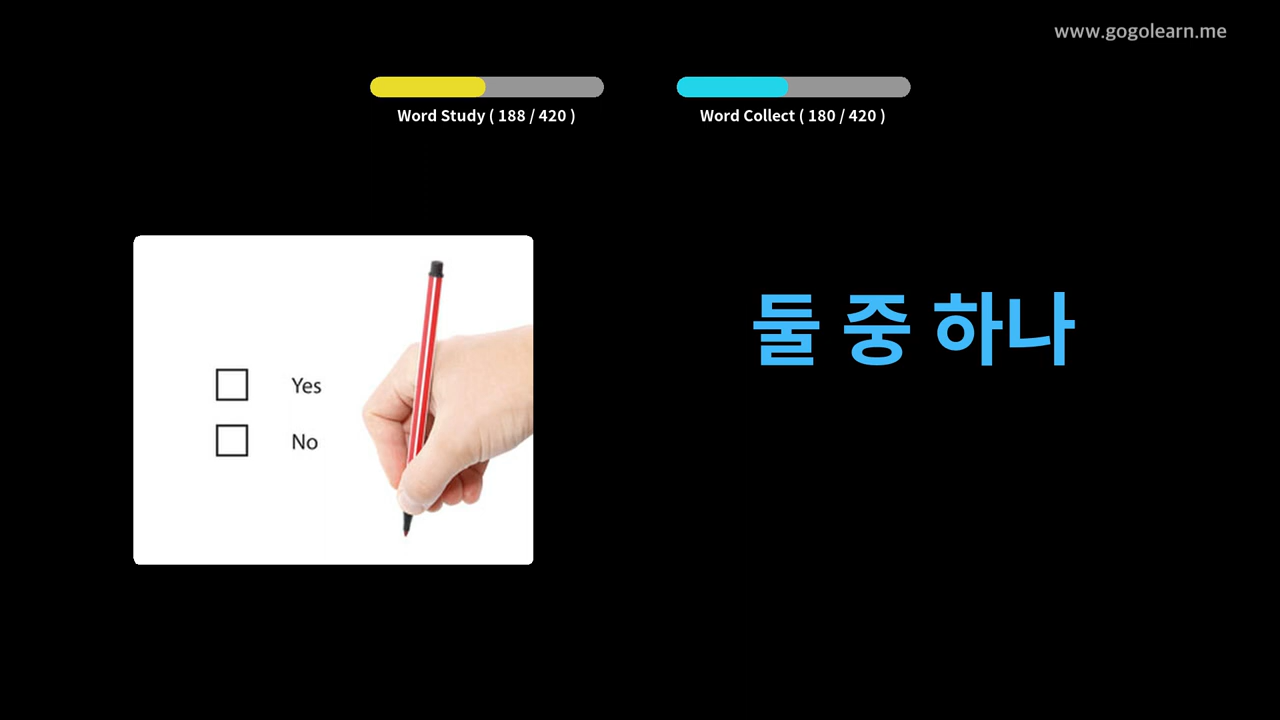 www.gogolearn.me
Word Study ( 188 / 420 )
Word Collect ( 180 / 420 )
Yes
No
둘 중 하나